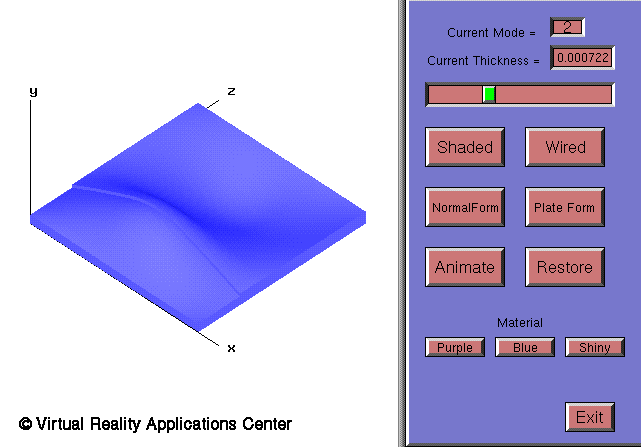 Current Mode = 2
Current Thickness = 0.000722
y
z
Shaded
Wired
NormalForm
Plate Form
Animate
Restore
Material
x
Purple
Blue
Shiny
Exit
© Virtual Reality Applications Center